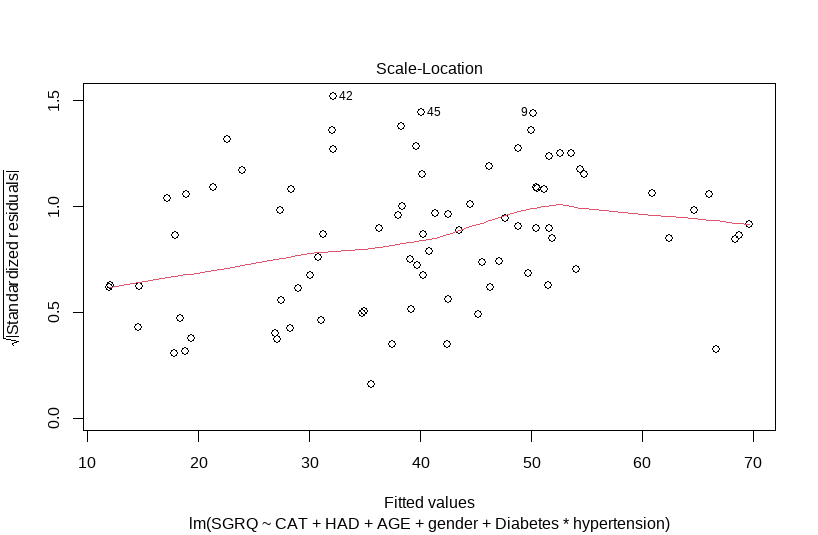 Scale-Location
√|Standardized residuals|
1.5
1.0
0.5
0.0
42
45
9
10 20 30 40 50 60 70
Fitted values
lm(SGRQ ~ CAT + HAD + AGE + gender + Diabetes * hypertension)